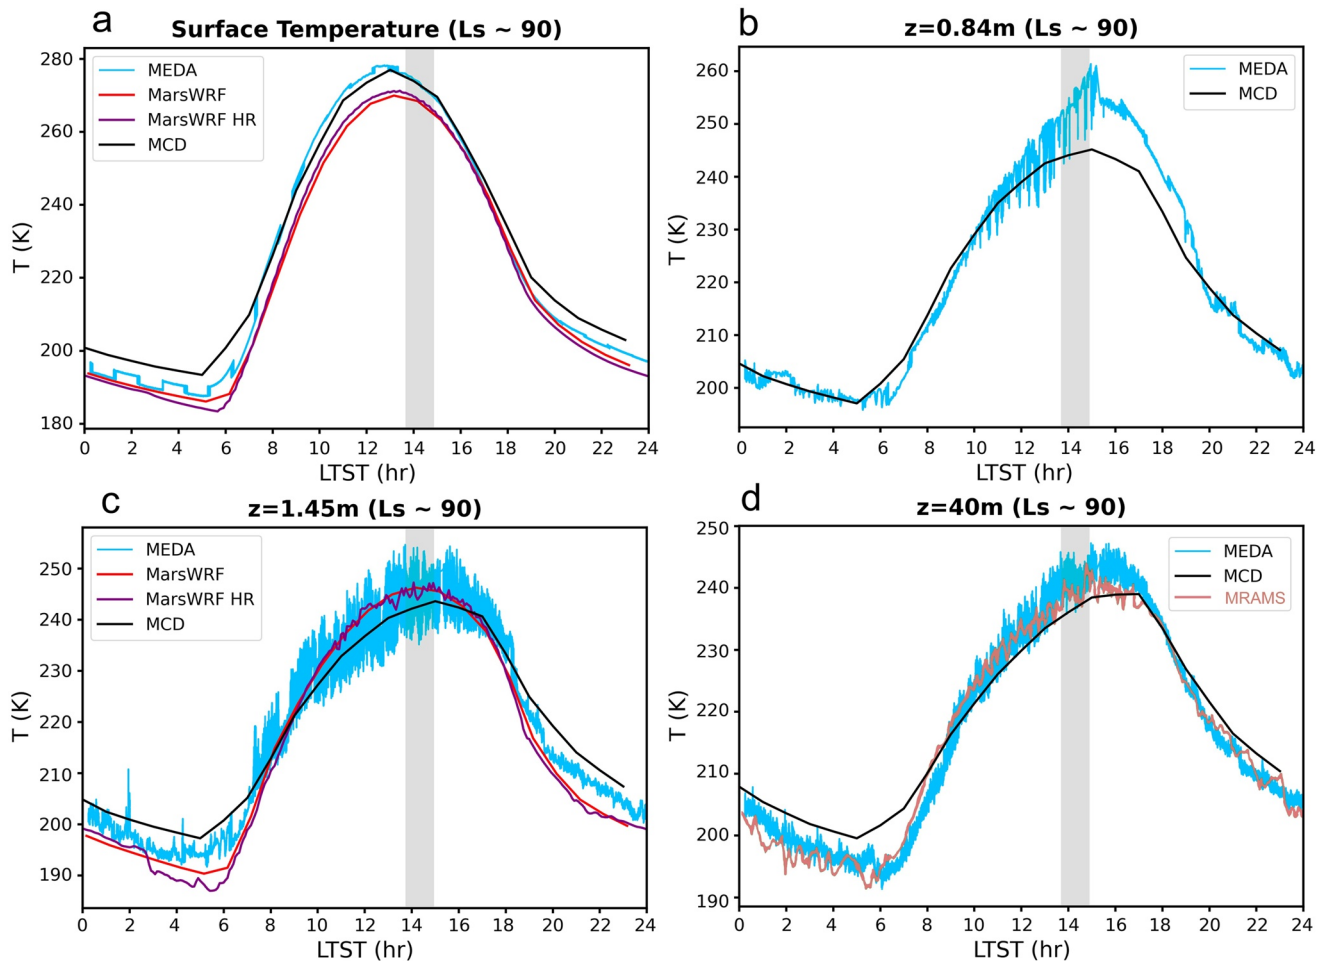 a
Surface Temperature (Ls ~ 90)
280
260
240
220
200
180
T (K)
MEDA
MarsWRF
MarsWRF HR
MCD
0 2 4 6 8 10 12 14 16 18 20 22 24
LTST (hr)
b
z=0.84m (Ls ~ 90)
260
250
240
230
220
210
200
T (K)
MEDA
MCD
0 2 4 6 8 10 12 14 16 18 20 22 24
LTST (hr)
c
z=1.45m (Ls ~ 90)
250
240
230
220
210
200
190
T (K)
MEDA
MarsWRF
MarsWRF HR
MCD
0 2 4 6 8 10 12 14 16 18 20 22 24
LTST (hr)
d
z=40m (Ls ~ 90)
250
240
230
220
210
200
190
T (K)
MEDA
MCD
MRAMS
0 2 4 6 8 10 12 14 16 18 20 22 24
LTST (hr)